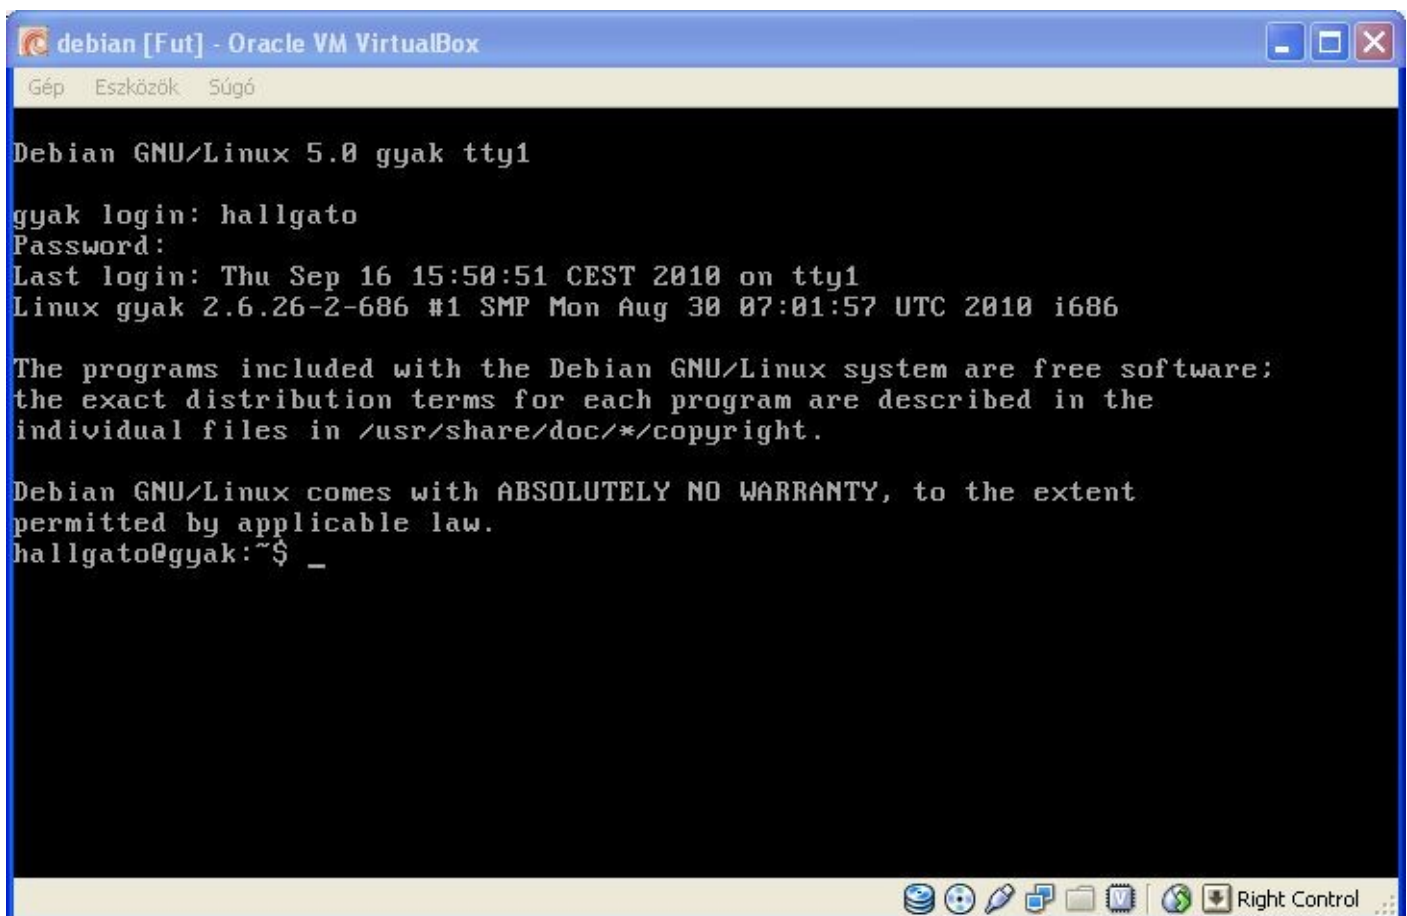 debian [Fut] - Oracle VM VirtualBox
Gép Eszközök Súgó
Debian GNU/Linux 5.0 gyak tty1
gyak login: hallgato
Password:
Last login: Thu Sep 16 15:50:51 CEST 2010 on tty1
Linux gyak 2.6.26-2-686 #1 SMP Mon Aug 30 07:01:57 UTC 2010 i686
The programs included with the Debian GNU/Linux system are free software;
the exact distribution terms for each program are described in the
individual files in /usr/share/doc/*/copyright.
Debian GNU/Linux comes with ABSOLUTELY NO WARRANTY, to the extent
permitted by applicable law.
hallgato@gyak:~$ _
Right Control